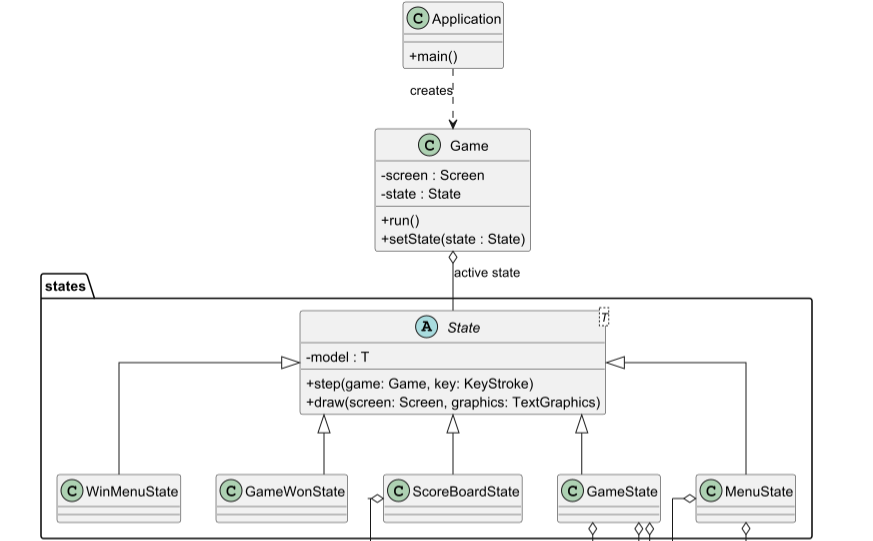 C Application
+main()
creates
C Game
-screen : Screen
-state : State
+run()
+setState(state : State)
active state
states
A State
T
-model : T
+step(game: Game, key: KeyStroke)
+draw(screen: Screen, graphics: TextGraphics)
C WinMenuState
C GameWonState
C ScoreBoardState
C GameState
C MenuState